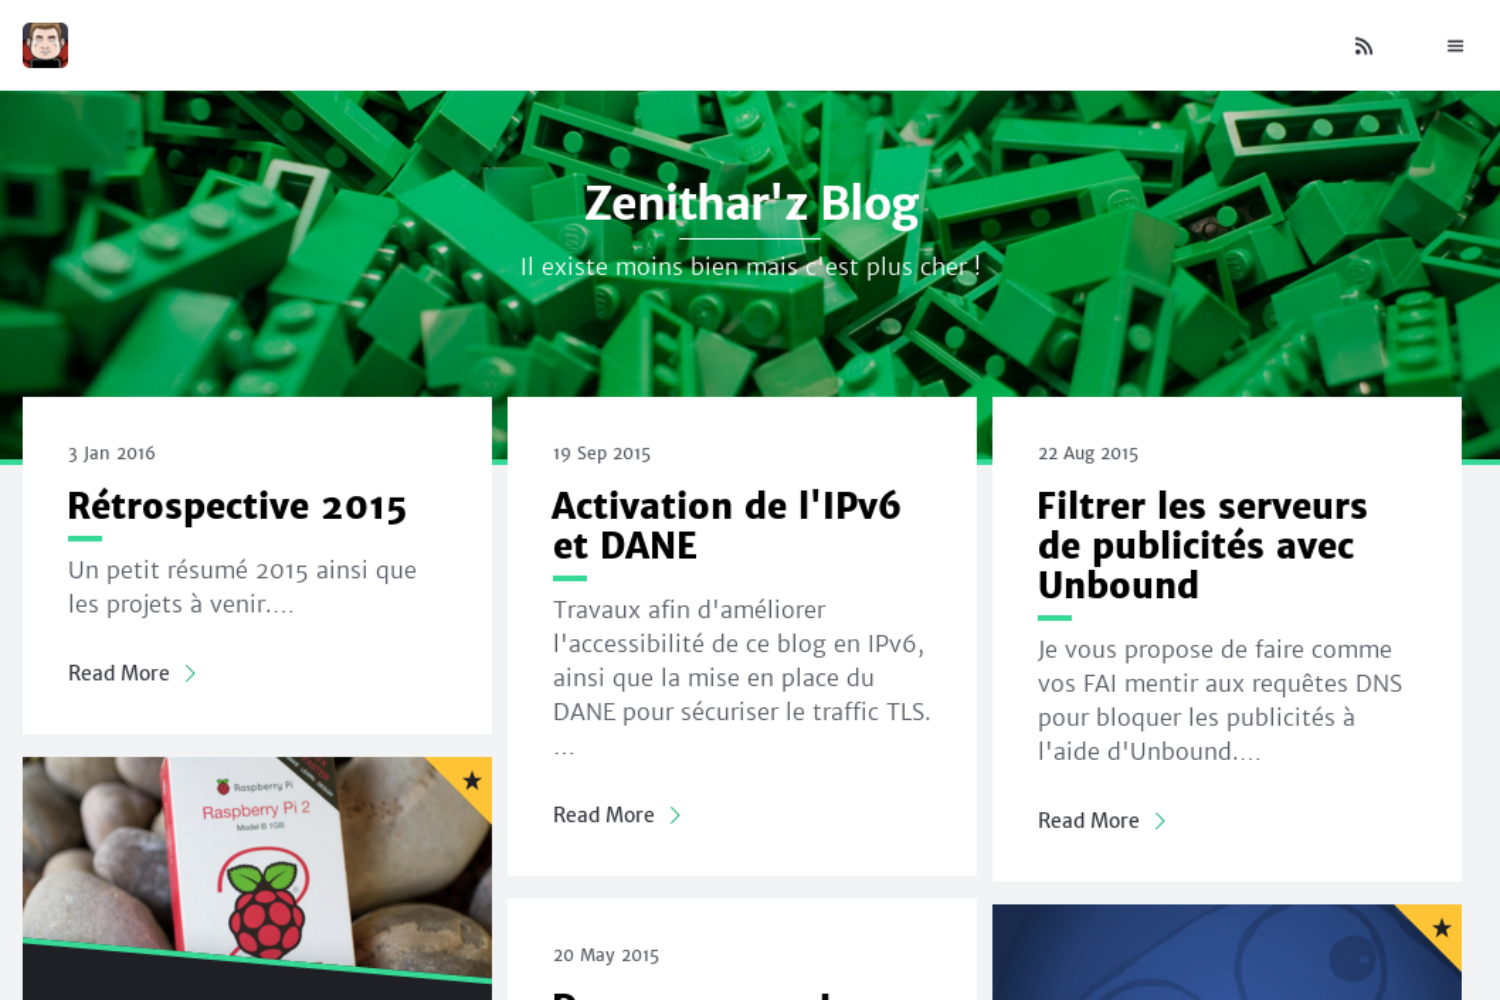 Zenithar'z Blog
Il existe moins bien mais c'est plus cher !
3 Jan 2016
Rétrospective 2015
Un petit résumé 2015 ainsi que
les projets à venir....
Read More
19 Sep 2015
Activation de l'IPv6
et DANE
Travaux afin d'améliorer
l'accessibilité de ce blog en IPv6,
ainsi que la mise en place du
DANE pour sécuriser le traffic TLS.
...
Read More
22 Aug 2015
Filtrer les serveurs
de publicités avec
Unbound
Je vous propose de faire comme
vos FAI mentir aux requêtes DNS
pour bloquer les publicités à
l'aide d'Unbound....
Read More
Raspberry Pi
Raspberry Pi 2
Model B 1GB
20 May 2015